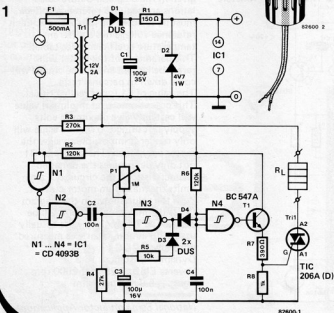 1
F1
500mA
Tr1
12V
2A
D1
DUS
R1
150Ω
C1
100µ
35V
D2
4V7
1W
14
IC1
7
+
0
82600 2
R3
270k
R2
120k
N1
N2
C2
100n
P1
1M
N3
D4
R6
120k
N4
BC 547A
T1
RL
Tri1
A2
A1
G
TIC
206A (D)
R5
10k
D3
2x
DUS
R7
390Ω
R8
1k
R4
27k
C3
100µ
16V
C4
100n
N1 ... N4 = IC1
= CD 4093B
82600-1